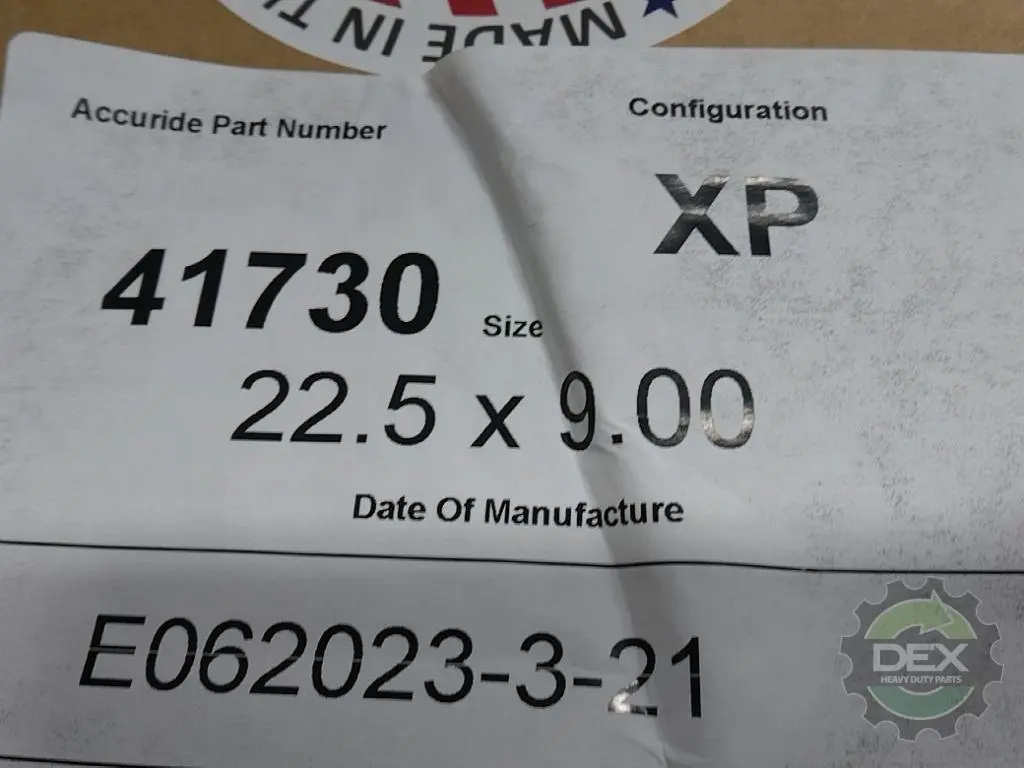 MADE IN T
Accuride Part Number
Configuration
XP
41730
Size
22.5 x 9.00
Date Of Manufacture
E062023-3-21
DEX
HEAVY DUTY PARTS